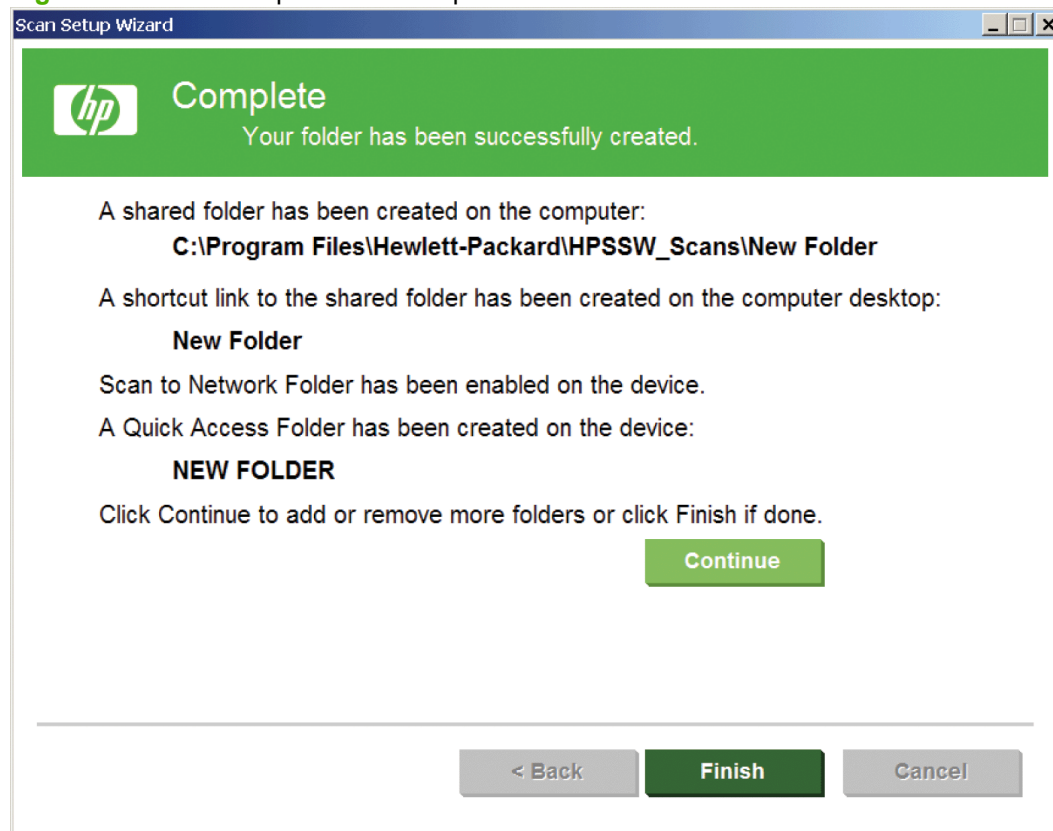 Scan Setup Wizard
hp
Complete
Your folder has been successfully created.
A shared folder has been created on the computer:
C:\Program Files\Hewlett-Packard\HPSSW_Scans\New Folder
A shortcut link to the shared folder has been created on the computer desktop:
New Folder
Scan to Network Folder has been enabled on the device.
A Quick Access Folder has been created on the device:
NEW FOLDER
Click Continue to add or remove more folders or click Finish if done.
Continue
< Back
Finish
Cancel